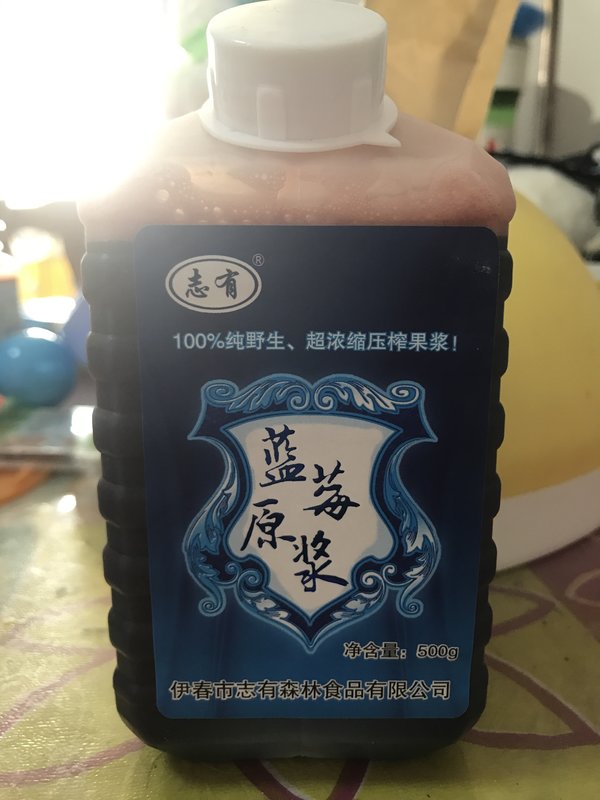 志有®
100%纯野生、超浓缩压榨果浆!
蓝莓
原浆
净含量：500g
伊春市志有森林食品有限公司